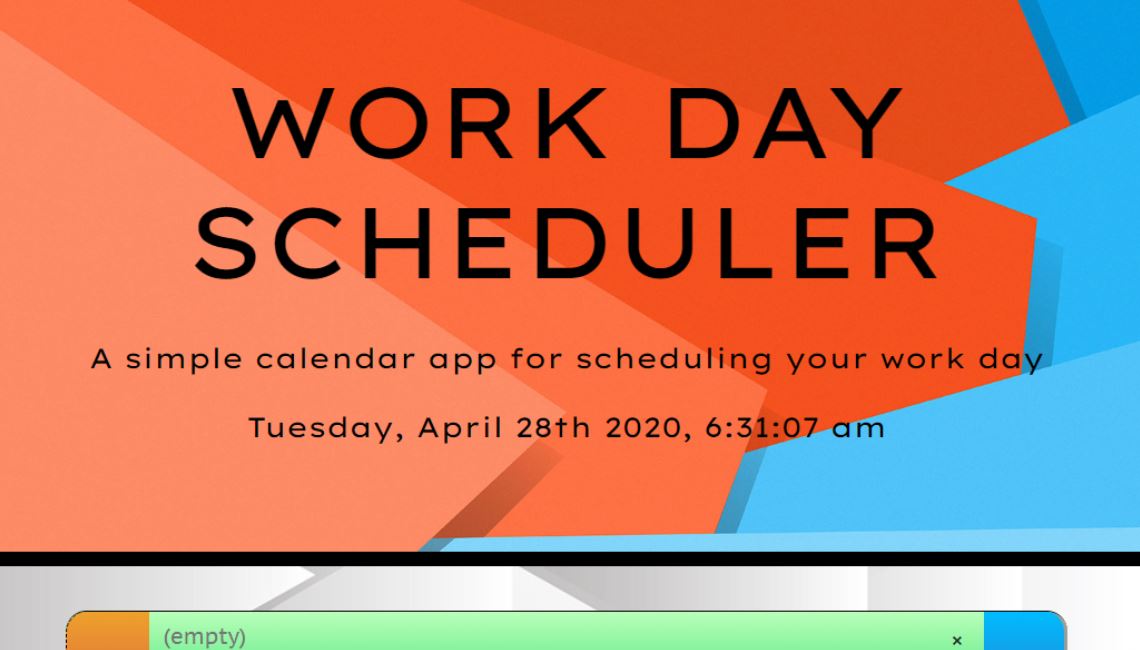 WORK DAY
SCHEDULER
A simple calendar app for scheduling your work day
Tuesday, April 28th 2020, 6:31:07 am
(empty) ×